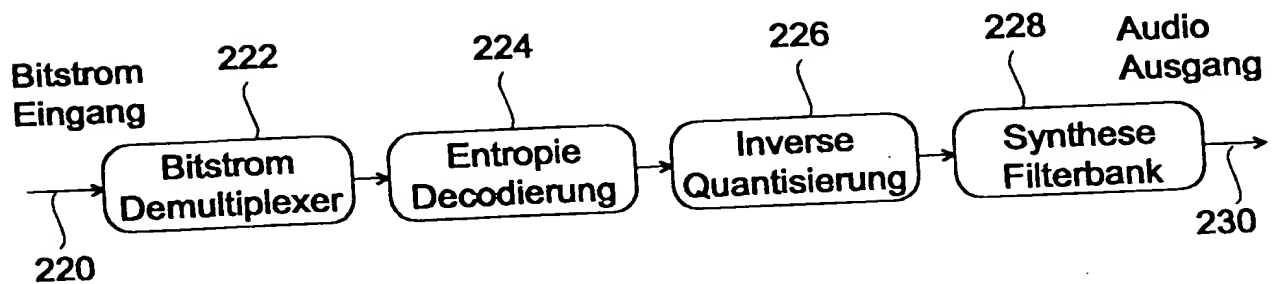 Bitstrom
Eingang
222
224
226
228
Audio
Ausgang
Bitstrom
Demultiplexer
Entropie
Decodierung
Inverse
Quantisierung
Synthese
Filterbank
220
230